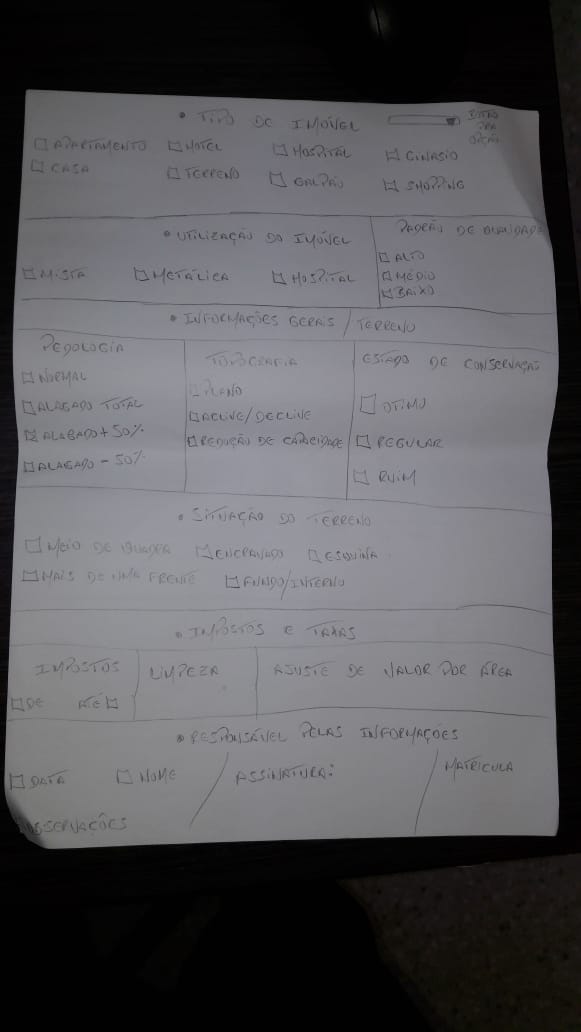 • TIPO DE IMÓVEL
BOTÃO
PRA
OPÇÃO
APARTAMENTO HOTEL HOSPITAL GINASIO
CASA TERRENO GALPÃO SHOPPING
• UTILIZAÇÃO DO IMÓVEL
MISTA METÁLICA HOSPITAL
PADRÃO DE QUALIDADE
ALTO
MÉDIO
BAIXO
• INFORMAÇÕES GERAIS / TERRENO
PEDOLOGIA
NORMAL
ALAGADO TOTAL
ALAGADO + 50%
ALAGADO - 50%
TOPOGRAFIA
PLANO
ACLIVE/DECLIVE
REDUÇÃO DE CAPACIDADE
ESTADO DE CONSERVAÇÃO
OTIMO
REGULAR
RUIM
• SITUAÇÃO DO TERRENO
MEIO DE QUADRA ENCRAVADO ESQUINA
MAIS DE UMA FRENTE FUNDO/INTERNO
• IMPOSTOS E TAXAS
IMPOSTOS LIMPEZA AJUSTE DE VALOR POR ÁREA
DE ATÉ
• RESPONSÁVEL PELAS INFORMAÇÕES
DATA NOME ASSINATURA: MATRICULA
OBSERVAÇÕES